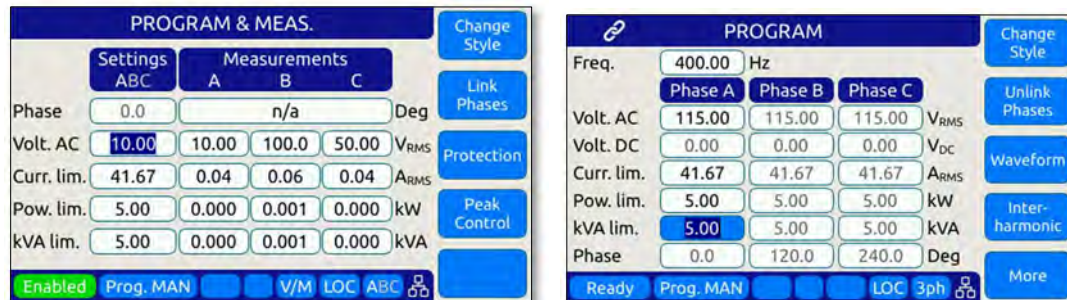 PROGRAM & MEAS.
Change
Style
Settings
ABC
Measurements
A B C
Link
Phases
Phase 0.0 n/a Deg
Volt. AC 10.00 10.00 100.0 50.00 VRMS
Protection
Curr. lim. 41.67 0.04 0.06 0.04 ARMS
Pow. lim. 5.00 0.000 0.001 0.000 kW
Peak
Control
kVA lim. 5.00 0.000 0.001 0.000 kVA
Enabled Prog. MAN V/M LOC ABC
PROGRAM
Change
Style
Freq. 400.00 Hz
Phase A Phase B Phase C
Unlink
Phases
Volt. AC 115.00 115.00 115.00 VRMS
Volt. DC 0.00 0.00 0.00 VDC
Waveform
Curr. lim. 41.67 41.67 41.67 ARMS
Pow. lim. 5.00 5.00 5.00 kW
Inter-
harmonic
kVA lim. 5.00 5.00 5.00 kVA
Phase 0.0 120.0 240.0 Deg
More
Ready Prog. MAN LOC 3ph